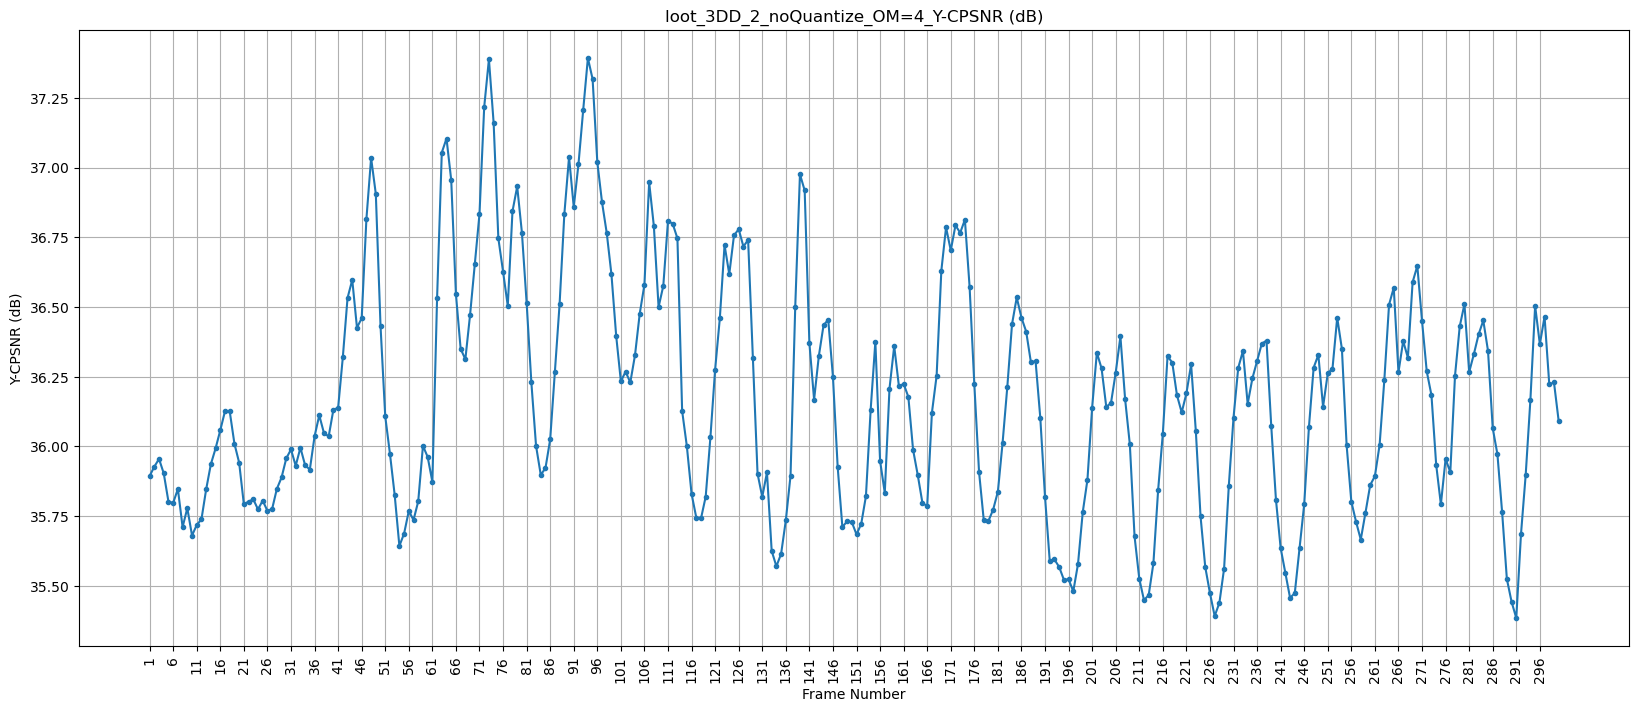 loot_3DD_2_noQuantize_OM=4_Y-CPSNR (dB)
Y-CPSNR (dB)
37.25
37.00
36.75
36.50
36.25
36.00
35.75
35.50
1 6 11 16 21 26 31 36 41 46 51 56 61 66 71 76 81 86 91 96 101 106 111 116 121 126 131 136 141 146 151 156 161 166 171 176 181 186 191 196 201 206 211 216 221 226 231 236 241 246 251 256 261 266 271 276 281 286 291 296
Frame Number